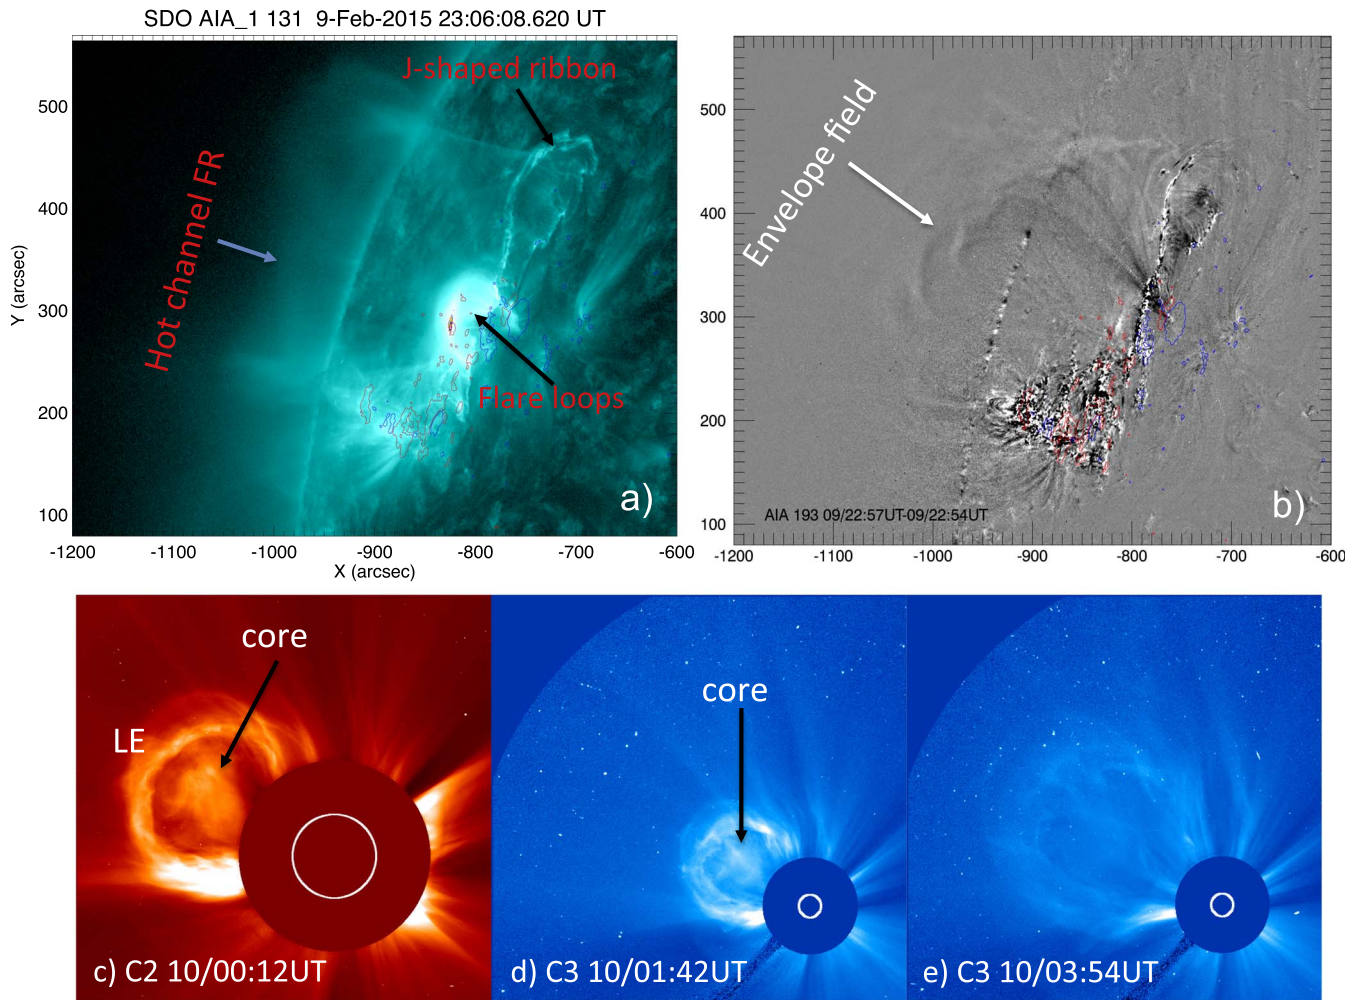 SDO AIA_1 131 9-Feb-2015 23:06:08.620 UT
J-shaped ribbon
Hot channel FR
Flare loops
a)
500
400
300
200
100
Y (arcsec)
-1200 -1100 -1000 -900 -800 -700 -600
X (arcsec)
Envelope field
AIA 193 09/22:57UT-09/22:54UT
b)
500
400
300
200
100
-1200 -1100 -1000 -900 -800 -700 -600
core
LE
c) C2 10/00:12UT
core
d) C3 10/01:42UT
e) C3 10/03:54UT